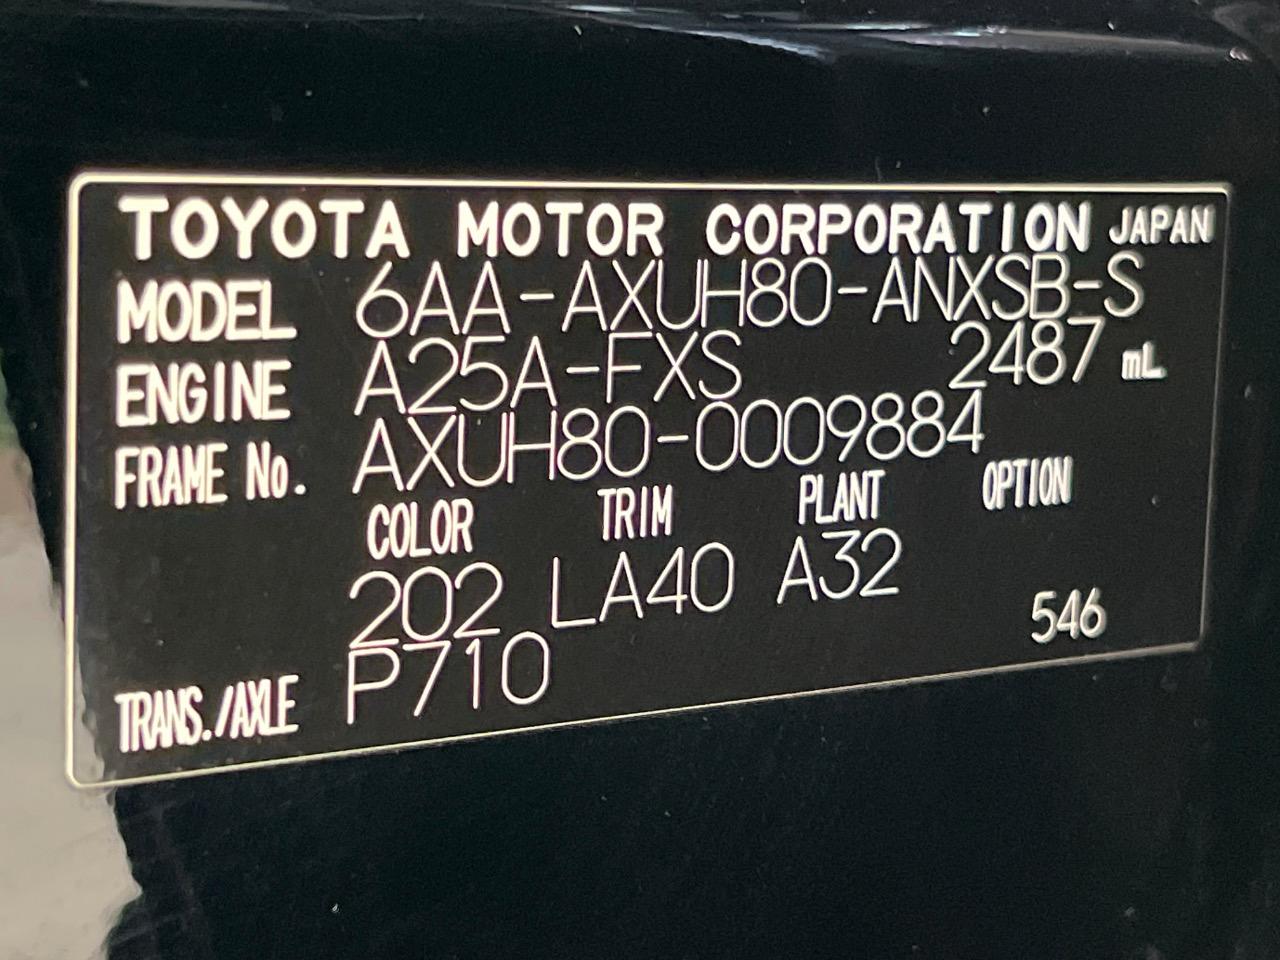 TOYOTA MOTOR CORPORATION JAPAN
MODEL 6AA-AXUH80-ANXSB-S
ENGINE A25A-FXS 2487 mL
FRAME No. AXUH80-0009884
COLOR TRIM PLANT OPTION
202 LA40 A32
546
TRANS./AXLE P710